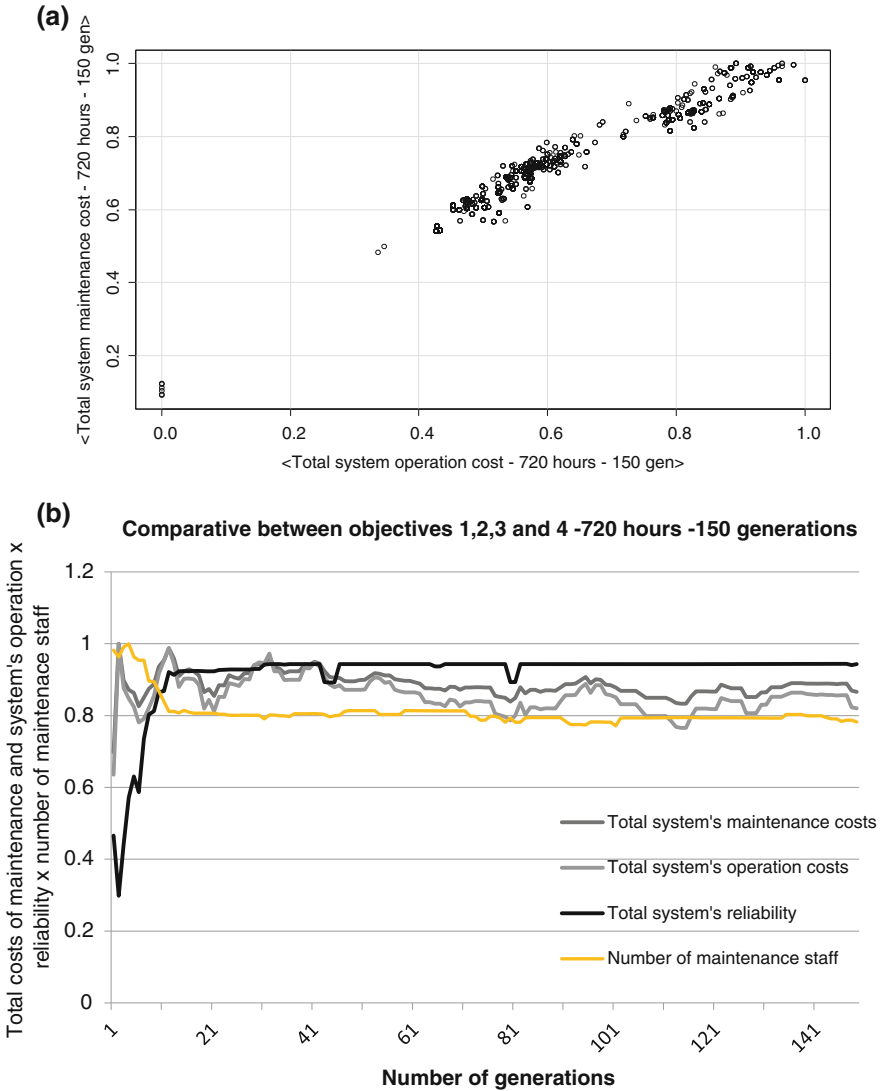 (a)
<Total system maintenance cost - 720 hours - 150 gen>
1.0
0.8
0.6
0.4
0.2
0.0 0.2 0.4 0.6 0.8 1.0
<Total system operation cost - 720 hours - 150 gen>
(b)
Comparative between objectives 1,2,3 and 4 -720 hours -150 generations
Total costs of maintenance and system's operation x
reliability x number of maintenace staff
1.2
1
0.8
0.6
0.4
0.2
0
Total system's maintenance costs
Total system's operation costs
Total system's reliability
Number of maintenance staff
1 21 41 61 81 101 121 141
Number of generations